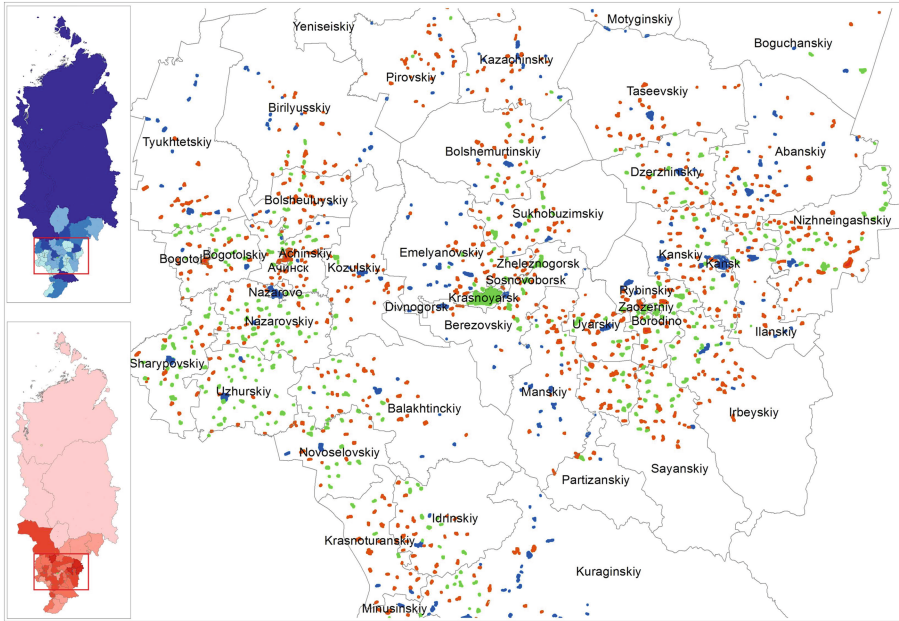 Yeniseiskiy
Motyginskiy
Boguchanskiy
Pirovskiy
Kazachinskiy
Taseevskiy
Birilyusskiy
Tyukhtetskiy
Bolshemurtinskiy
Abanskiy
Dzerzhinskiy
Bolsheuluyskiy
Sukhobuzimskiy
Nizhneingashskiy
Bogotol
Bogotolskiy
Achinskiy
Ачинск
Kozulskiy
Emelyanovskiy
Zheleznogorsk
Sosnovoborsk
Kanskiy
Kansk
Nazarovo
Divnogorsk
Krasnoyarsk
Rybinskiy
Zaozerniy
Nazarovskiy
Berezovskiy
Uyarskiy
Borodino
Ilanskiy
Sharypovskiy
Uzhurskiy
Balakhtinckiy
Manskiy
Irbeyskiy
Novoselovskiy
Partizanskiy
Sayanskiy
Idrinskiy
Krasnoturanskiy
Kuraginskiy
Minusinskiy